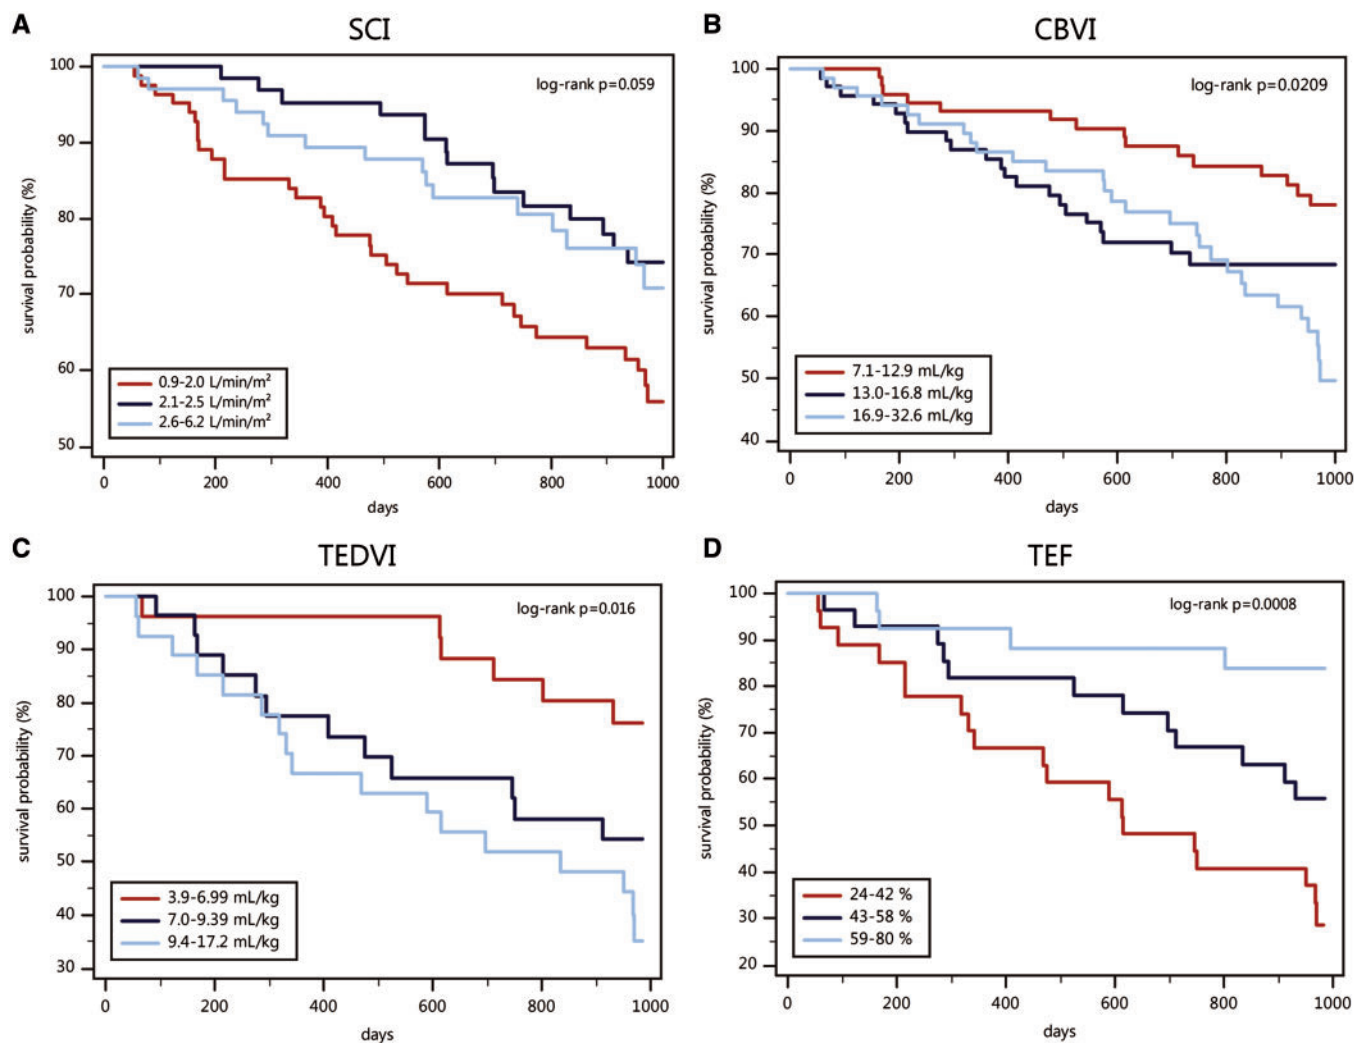 A
SCI
log-rank p=0.059
survival probability (%)
100
90
80
70
60
50
0.9-2.0 L/min/m²
2.1-2.5 L/min/m²
2.6-6.2 L/min/m²
0 200 400 600 800 1000
days
B
CBVI
log-rank p=0.0209
survival probability (%)
100
90
80
70
60
50
40
7.1-12.9 mL/kg
13.0-16.8 mL/kg
16.9-32.6 mL/kg
0 200 400 600 800 1000
days
C
TEDVI
log-rank p=0.016
survival probability (%)
100
90
80
70
60
50
40
30
3.9-6.99 mL/kg
7.0-9.39 mL/kg
9.4-17.2 mL/kg
0 200 400 600 800 1000
days
D
TEF
log-rank p=0.0008
survival probability (%)
100
90
80
70
60
50
40
30
20
24-42 %
43-58 %
59-80 %
0 200 400 600 800 1000
days